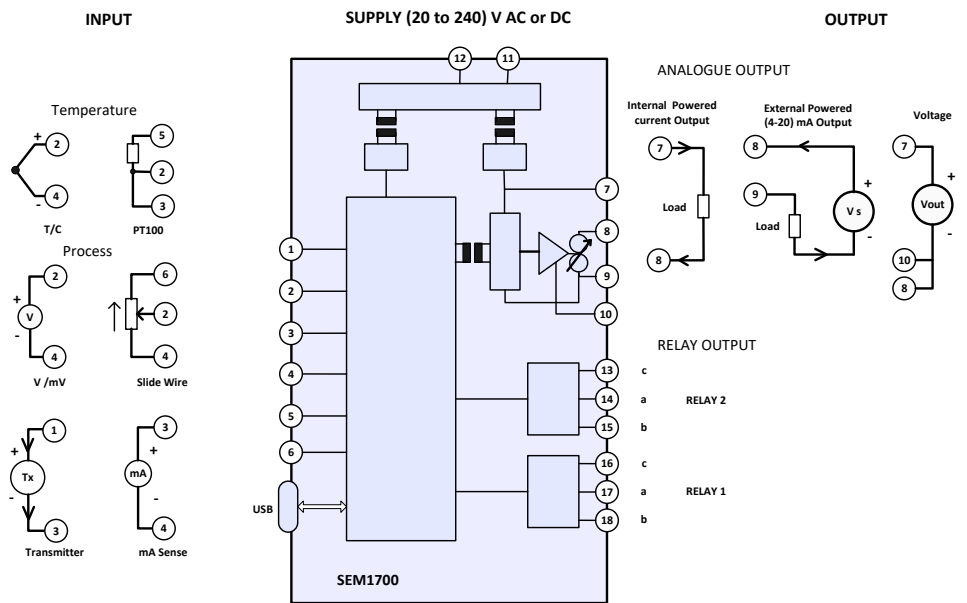 INPUT
SUPPLY (20 to 240) V AC or DC
OUTPUT
12
11
ANALOGUE OUTPUT
Temperature
Internal Powered
current Output
External Powered
(4-20) mA Output
Voltage
+
2
4
-
T/C
5
2
3
PT100
7
Load
8
8
9
Load
+
V s
-
7
+
Vout
-
10
8
Process
2
+
V
-
4
V /mV
6
2
4
Slide Wire
1
+
Tx
-
3
Transmitter
3
+
mA
-
4
mA Sense
1
2
3
4
5
6
USB
7
8
9
10
RELAY OUTPUT
13 c
14 a RELAY 2
15 b
16 c
17 a RELAY 1
18 b
SEM1700